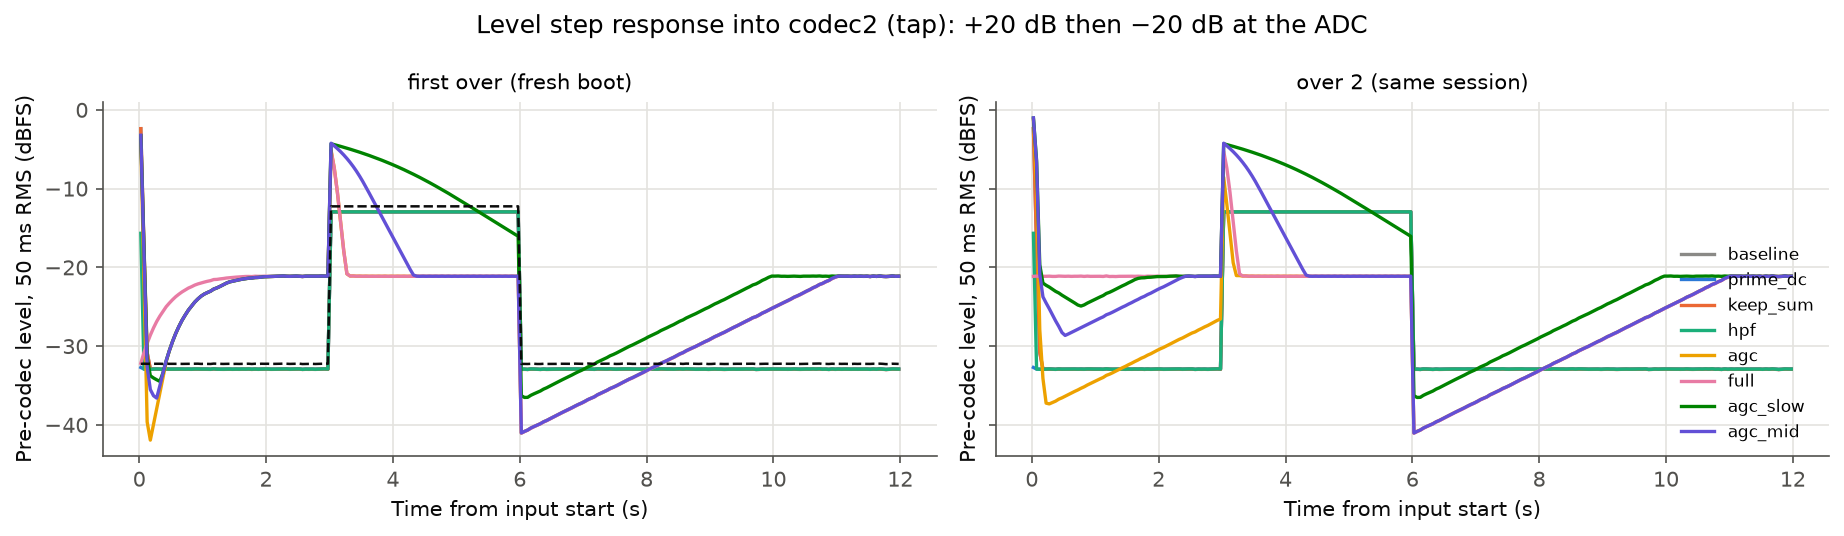 Level step response into codec2 (tap): +20 dB then −20 dB at the ADC
first over (fresh boot)
Pre-codec level, 50 ms RMS (dBFS)
0
−10
−20
−30
−40
0 2 4 6 8 10 12
Time from input start (s)
over 2 (same session)
Pre-codec level, 50 ms RMS (dBFS)
baseline
prime_dc
keep_sum
hpf
agc
full
agc_slow
agc_mid
0 2 4 6 8 10 12
Time from input start (s)